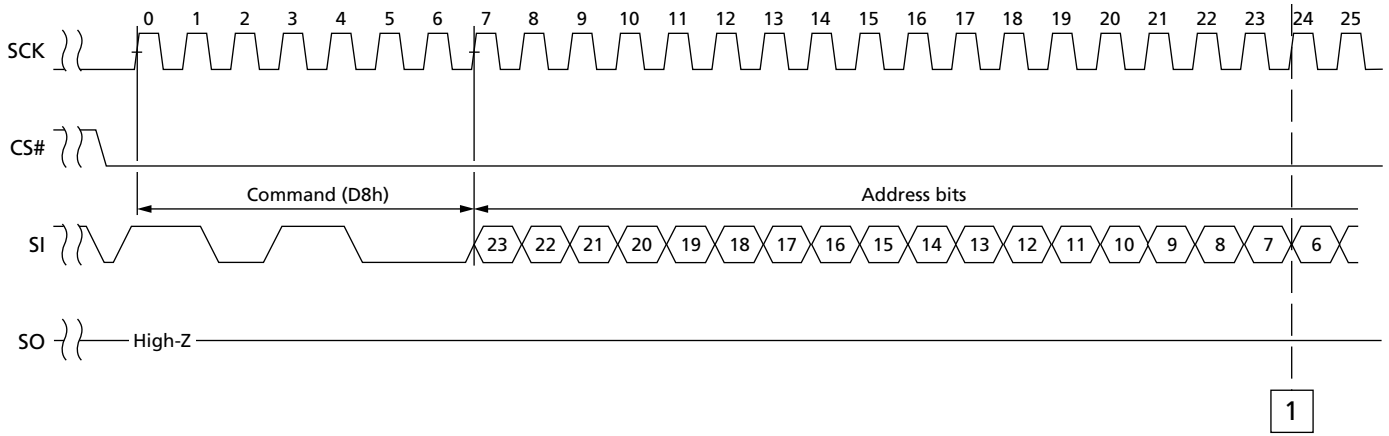 0 1 2 3 4 5 6 7 8 9 10 11 12 13 14 15 16 17 18 19 20 21 22 23 24 25
SCK
CS#
Command (D8h) Address bits
SI 23 22 21 20 19 18 17 16 15 14 13 12 11 10 9 8 7 6
SO High-Z
1